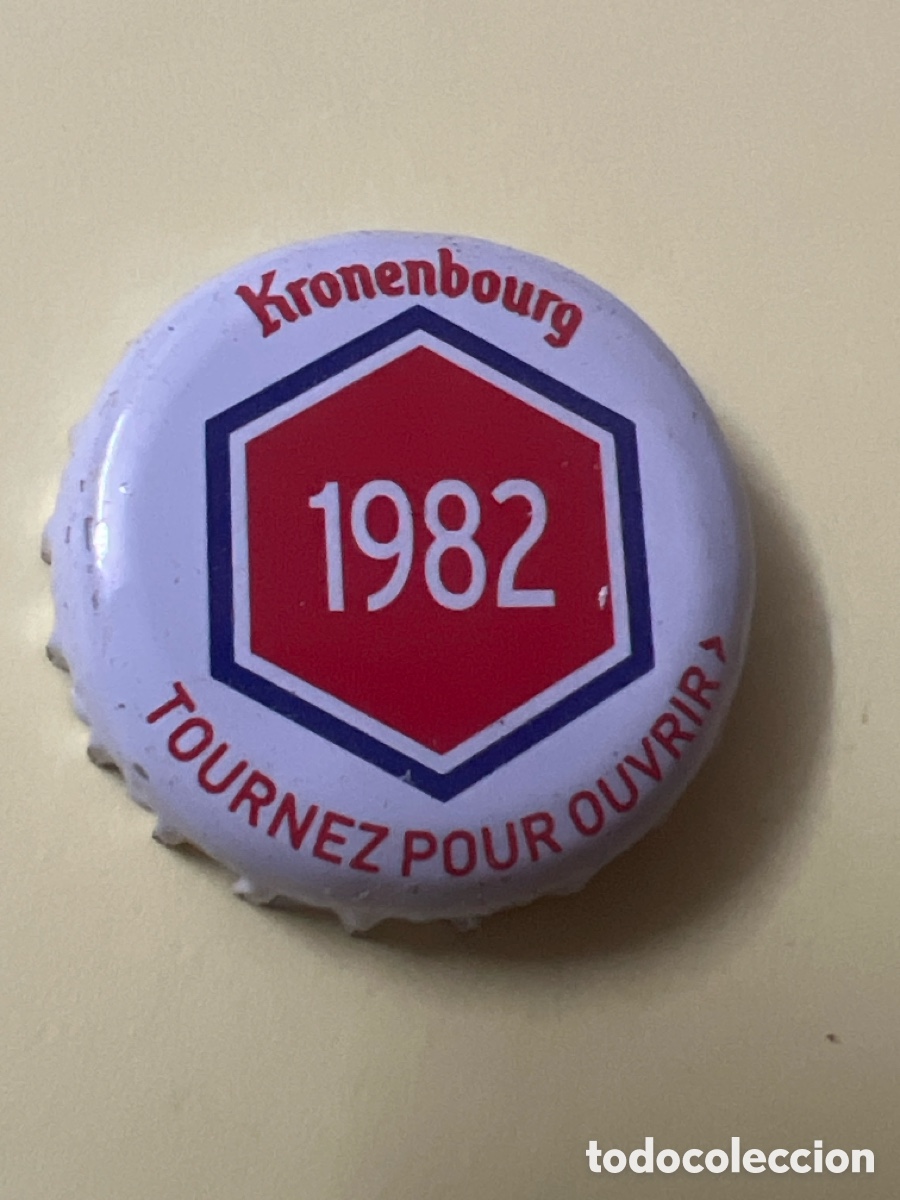 Kronenbourg
1982
TOURNEZ POUR OUVRIR >
todocoleccion